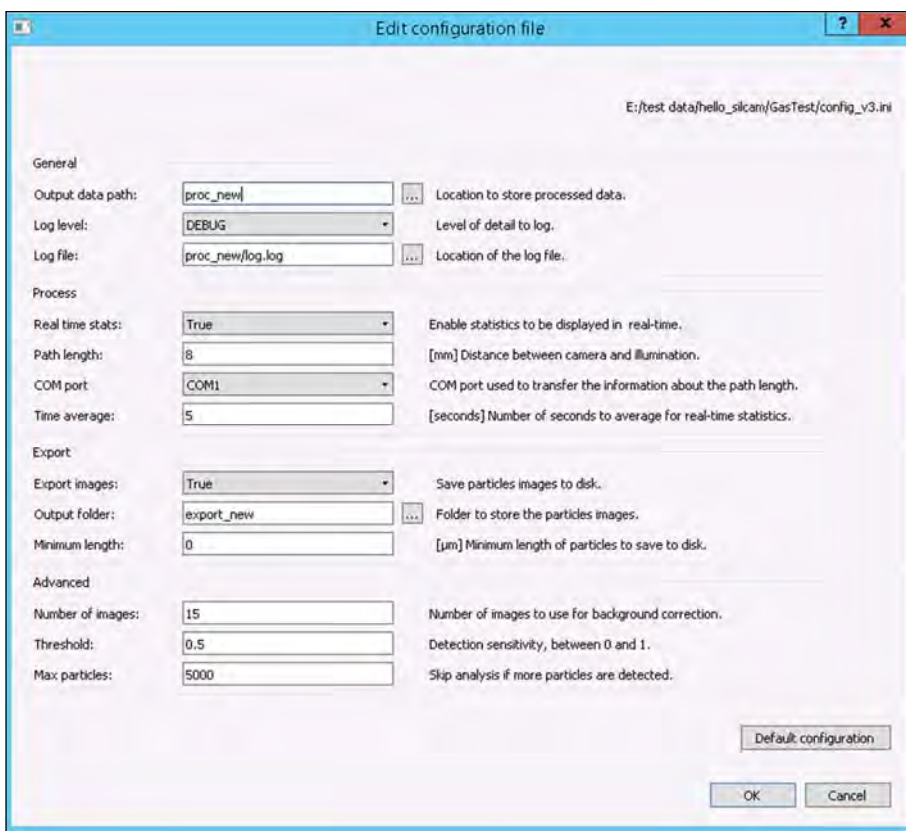 Edit configuration file
? x
E:/test data/hello_silcam/GasTest/config_v3.ini
General
Output data path: proc_new ... Location to store processed data.
Log level: DEBUG Level of detail to log.
Log file: proc_new/log.log ... Location of the log file.
Process
Real time stats: True Enable statistics to be displayed in real-time.
Path length: 8 [mm] Distance between camera and illumination.
COM port COM1 COM port used to transfer the information about the path length.
Time average: 5 [seconds] Number of seconds to average for real-time statistics.
Export
Export images: True Save particles images to disk.
Output folder: export_new ... Folder to store the particles images.
Minimum length: 0 [µm] Minimum length of particles to save to disk.
Advanced
Number of images: 15 Number of images to use for background correction.
Threshold: 0.5 Detection sensitivity, between 0 and 1.
Max particles: 5000 Skip analysis if more particles are detected.
Default configuration
OK Cancel